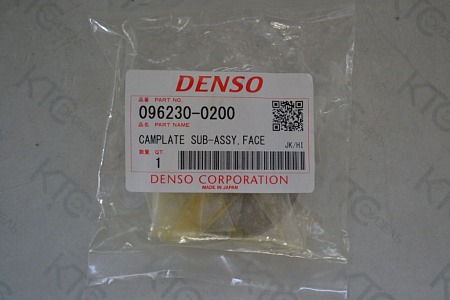 DENSO
品番 PART NO.
096230-0200
品名 PART NAME
CAMPLATE SUB-ASSY,FACE
JK/HI
数量 QT.
1
DENSO CORPORATION
MADE IN JAPAN
KTC